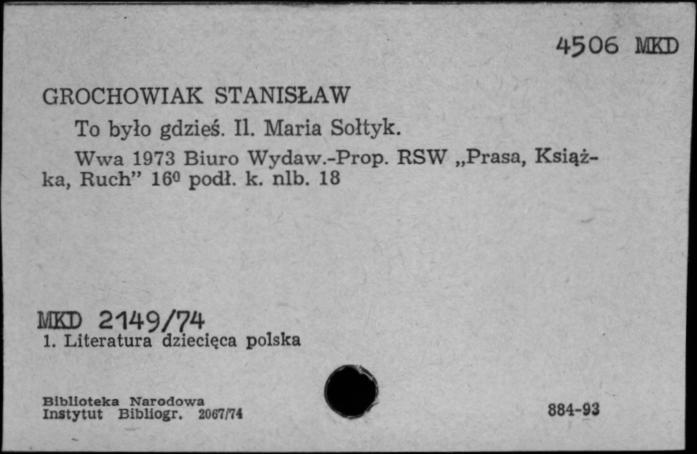 4506 MKD
GROCHOWIAK STANISŁAW
To było gdzieś. Il. Maria Sołtyk.
Wwa 1973 Biuro Wydaw.-Prop. RSW „Prasa, Książ-
ka, Ruch” 16⁰ podł. k. nlb. 18
MKD 2149/74
1. Literatura dziecięca polska
Biblioteka Narodowa
Instytut Bibliogr. 2067/74
884-93